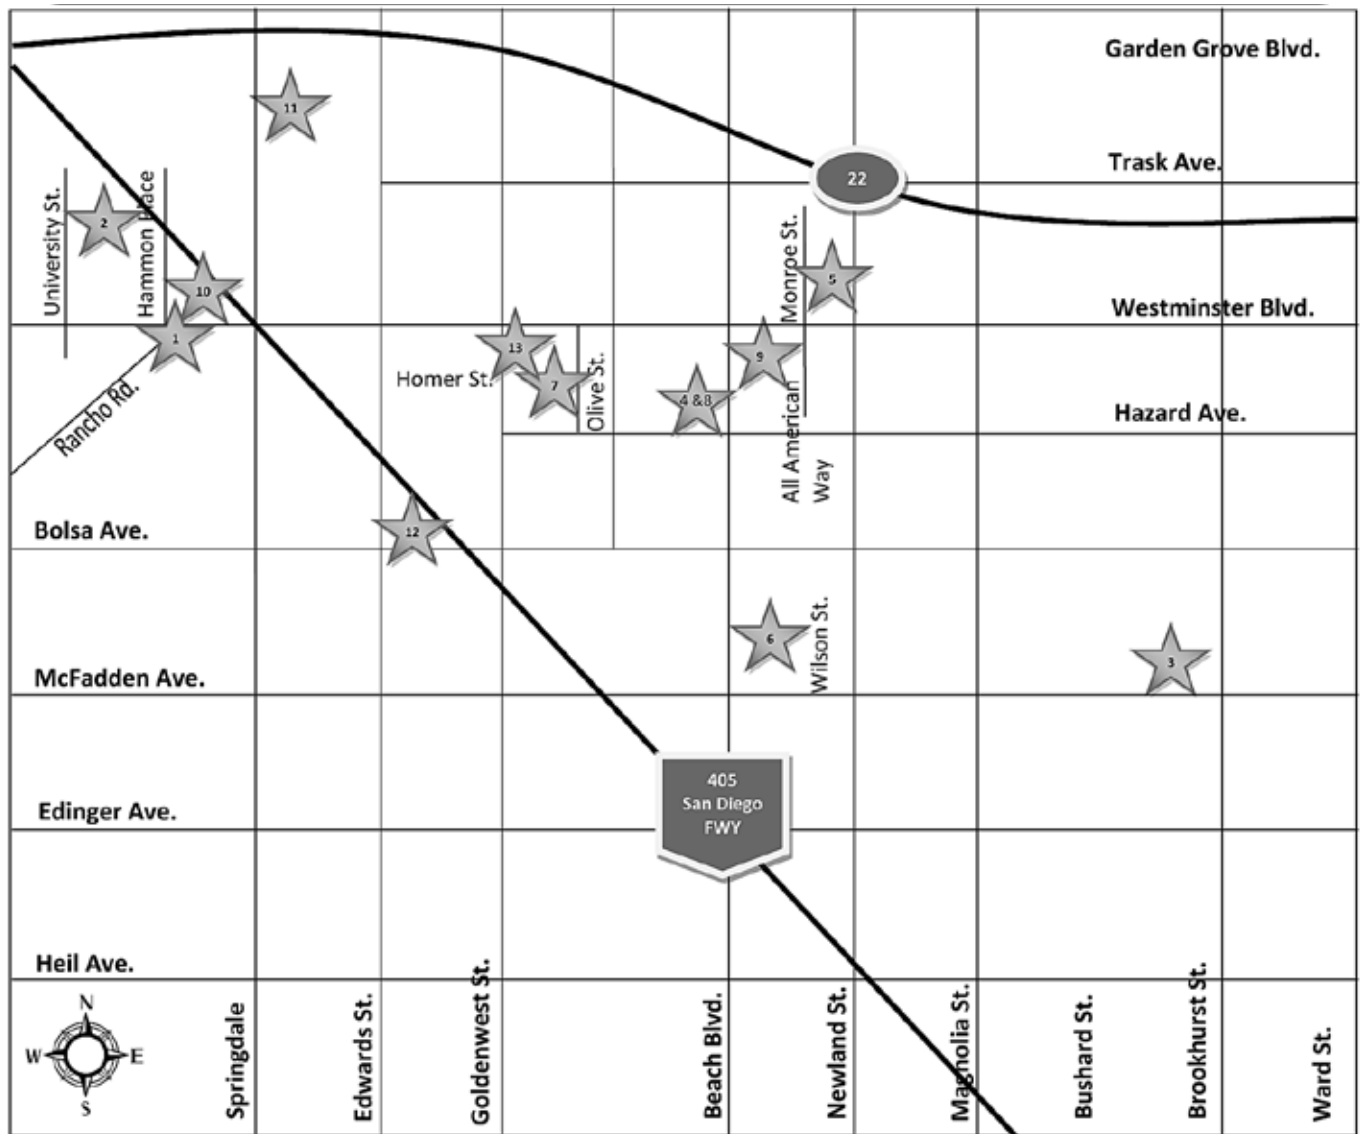 Garden Grove Blvd.
11
Trask Ave.
22
University St.
2
Hammon Place
Monroe St.
5
10
Westminster Blvd.
1
13
9
Homer St.
7
Olive St.
4 &8
Rancho Rd.
Hazard Ave.
All American
Way
Bolsa Ave.
12
6
Wilson St.
3
McFadden Ave.
405
San Diego
FWY
Edinger Ave.
Heil Ave.
N
W E
S
Springdale
Edwards St.
Goldenwest St.
Beach Blvd.
Newland St.
Magnolia St.
Bushard St.
Brookhurst St.
Ward St.